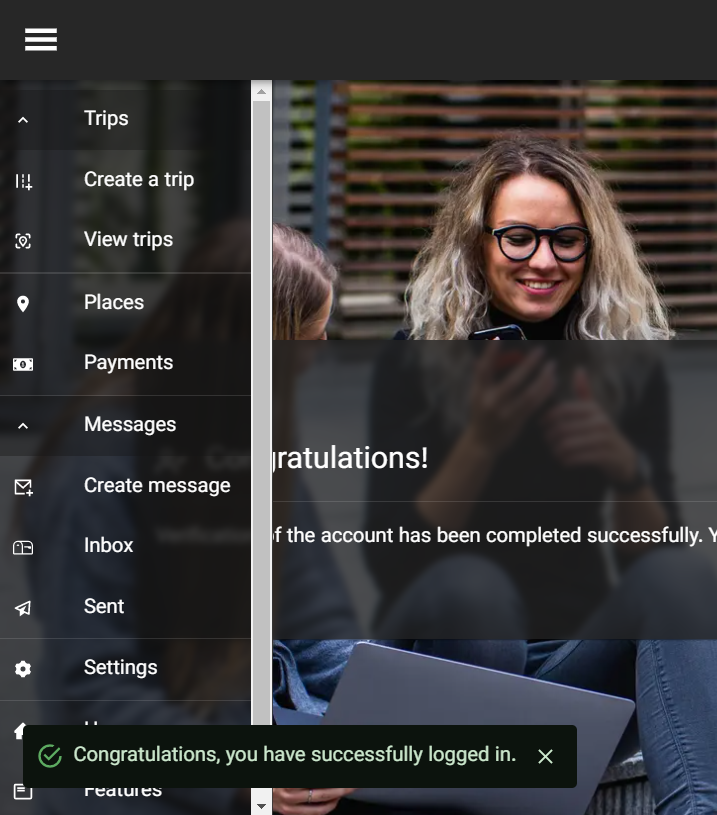 Trips
Create a trip
View trips
Places
Payments
Messages
Create message
Inbox
Sent
Settings
Features
gratulations!
of the account has been completed successfully. Y
Congratulations, you have successfully logged in.